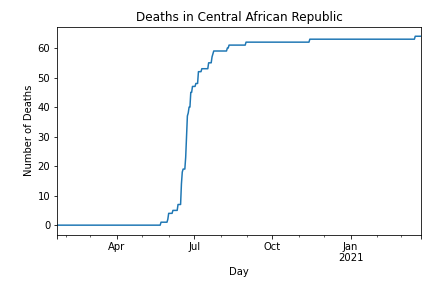 Deaths in Central African Republic
Number of Deaths
60
50
40
30
20
10
0
Apr
Jul
Oct
Jan
2021
Day